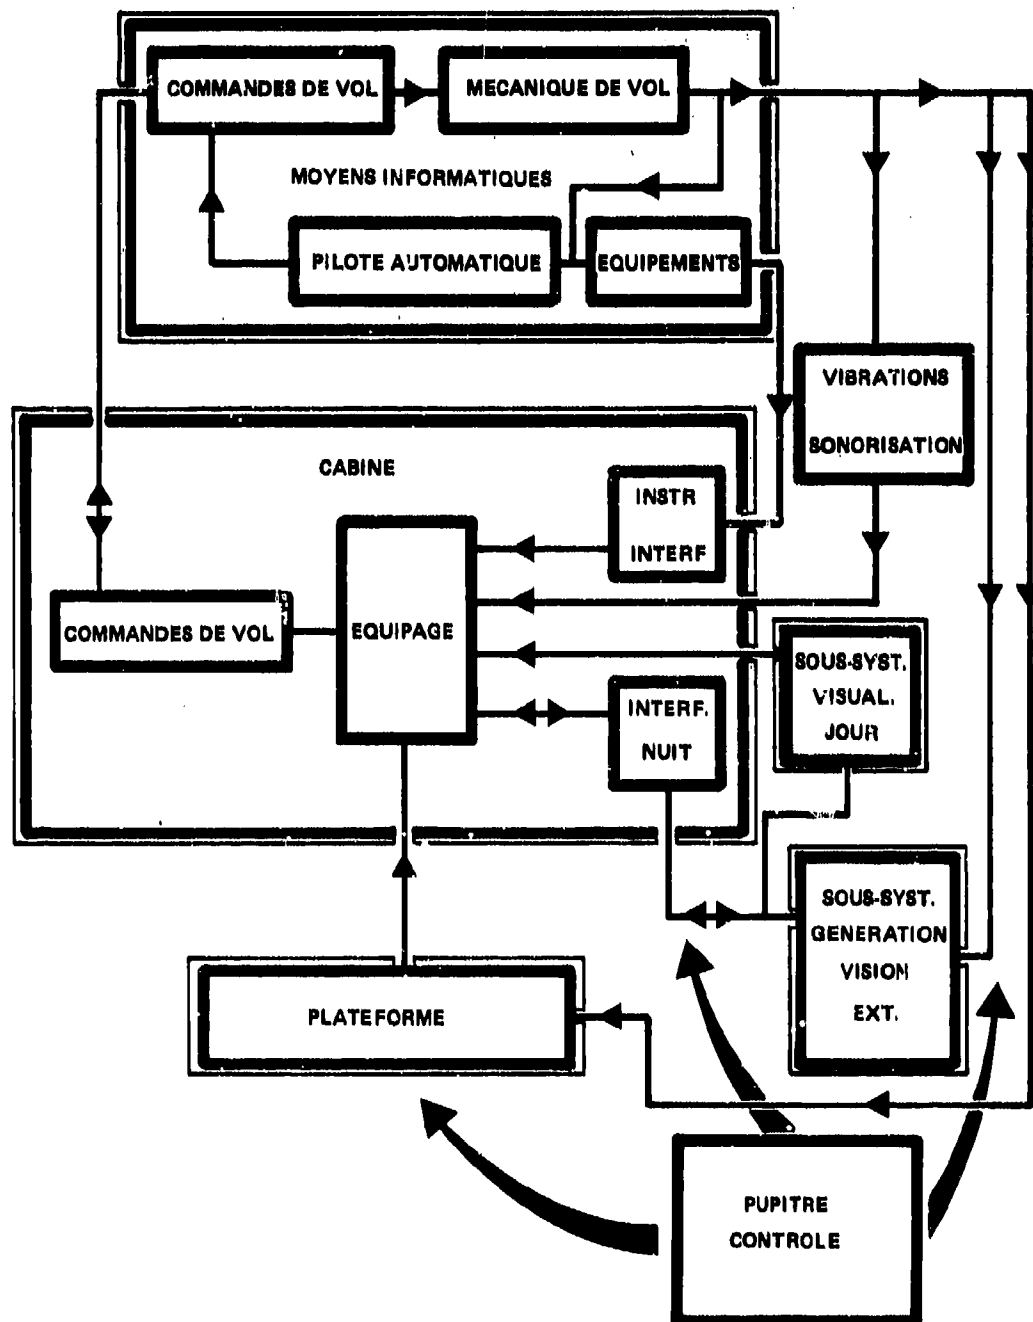 COMMANDES DE VOL
MECANIQUE DE VOL
MOYENS INFORMATIQUES
PILOTE AUTOMATIQUE
EQUIPEMENTS
VIBRATIONS
SONORISATION
CABINE
INSTR
INTERF
COMMANDES DE VOL
EQUIPAGE
INTERF.
NUIT
SOUS-SYST.
VISUAL.
JOUR
SOUS-SYST.
GENERATION
VISION
EXT.
PLATEFORME
PUPITRE
CONTROLE